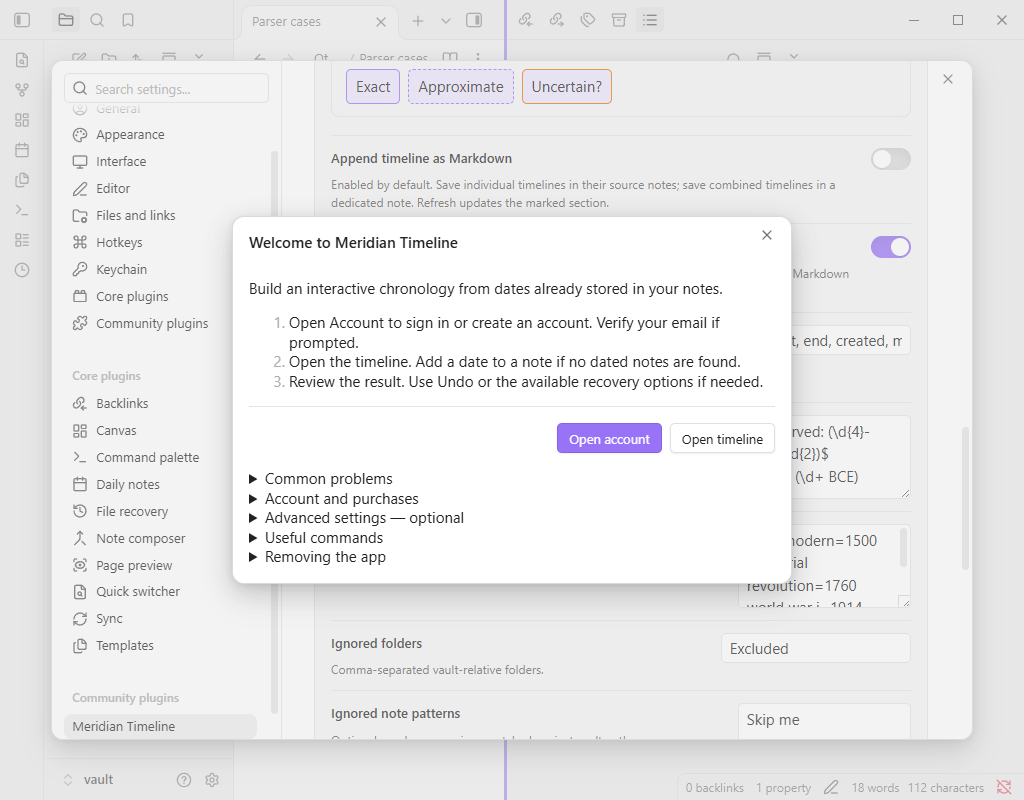 Parser cases
Parser cases
Search settings...
General
Appearance
Interface
Editor
Files and links
Hotkeys
Keychain
Core plugins
Community plugins
Core plugins
Backlinks
Canvas
Command palette
Daily notes
File recovery
Note composer
Page preview
Quick switcher
Sync
Templates
Community plugins
Meridian Timeline
vault
Exact
Approximate
Uncertain?
Append timeline as Markdown
Enabled by default. Save individual timelines in their source notes; save combined timelines in a
dedicated note. Refresh updates the marked section.
Markdown
t, end, created, m
Welcome to Meridian Timeline
Build an interactive chronology from dates already stored in your notes.
1. Open Account to sign in or create an account. Verify your email if
prompted.
2. Open the timeline. Add a date to a note if no dated notes are found.
3. Review the result. Use Undo or the available recovery options if needed.
Open account
Open timeline
Common problems
Account and purchases
Advanced settings — optional
Useful commands
Removing the app
rved: (\d{4}-
d{2})$
(\d+ BCE)
modern=1500
rial
revolution=1760
world war i=1914
Ignored folders
Comma-separated vault-relative folders.
Excluded
Ignored note patterns
Skip me
0 backlinks
1 property
18 words
112 characters